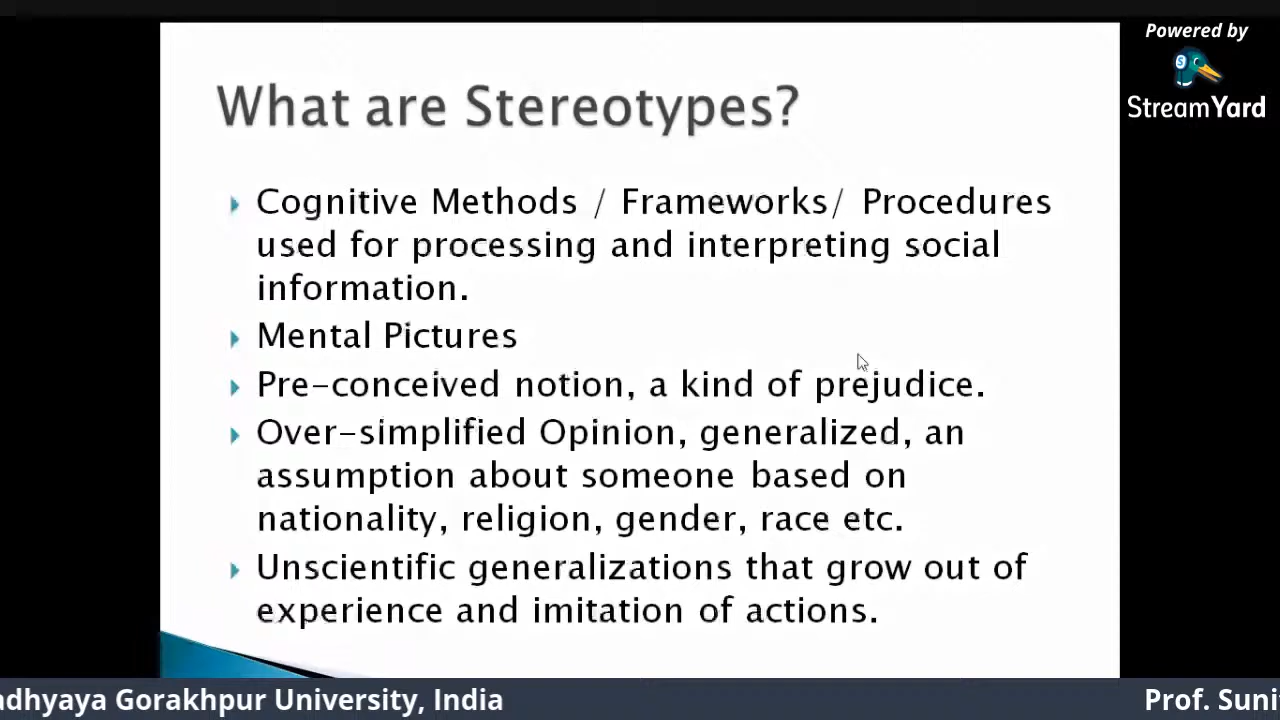 Powered by
StreamYard
What are Stereotypes?
Cognitive Methods / Frameworks/ Procedures
used for processing and interpreting social
information.
Mental Pictures
Pre-conceived notion, a kind of prejudice.
Over-simplified Opinion, generalized, an
assumption about someone based on
nationality, religion, gender, race etc.
Unscientific generalizations that grow out of
experience and imitation of actions.
adhyaya Gorakhpur University, India
Prof. Suni